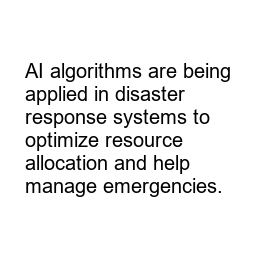 AI algorithms are being
applied in disaster
response systems to
optimize resource
allocation and help
manage emergencies.